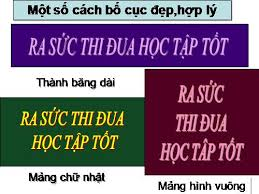 Một số cách bố cục đẹp,hợp lý
RA SỨC THI ĐUA HỌC TẬP TỐT
Thành băng dài
RA SỨC THI ĐUA
HỌC TẬP TỐT
Mảng chữ nhật
RA SỨC
THI ĐUA
HỌC TẬP TỐT
Mảng hình vuông